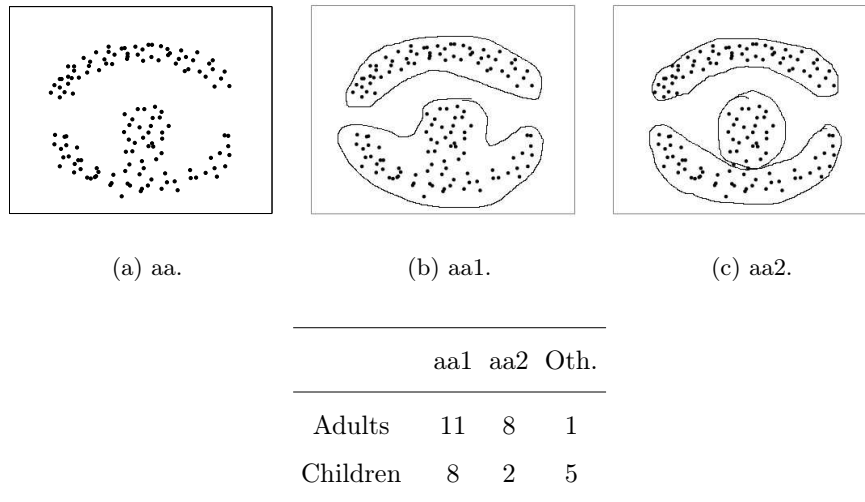 (a) aa. (b) aa1. (c) aa2.
aa1 aa2 Oth.
Adults 11 8 1
Children 8 2 5